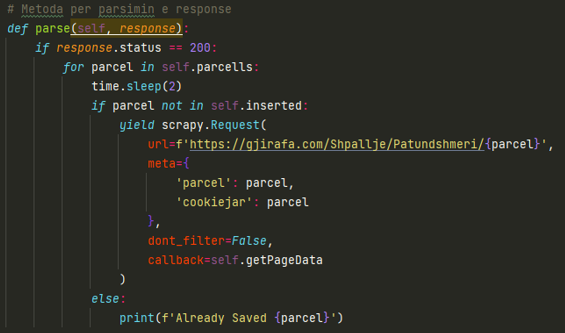 # Metoda per parsimin e response
def parse(self, response):
if response.status == 200:
for parcel in self.parcells:
time.sleep(2)
if parcel not in self.inserted:
yield scrapy.Request(
url=f'https://gjirafa.com/Shpallje/Patundshmeri/{parcel}',
meta={
'parcel': parcel,
'cookiejar': parcel
},
dont_filter=False,
callback=self.getPageData
)
else:
print(f'Already Saved {parcel}')